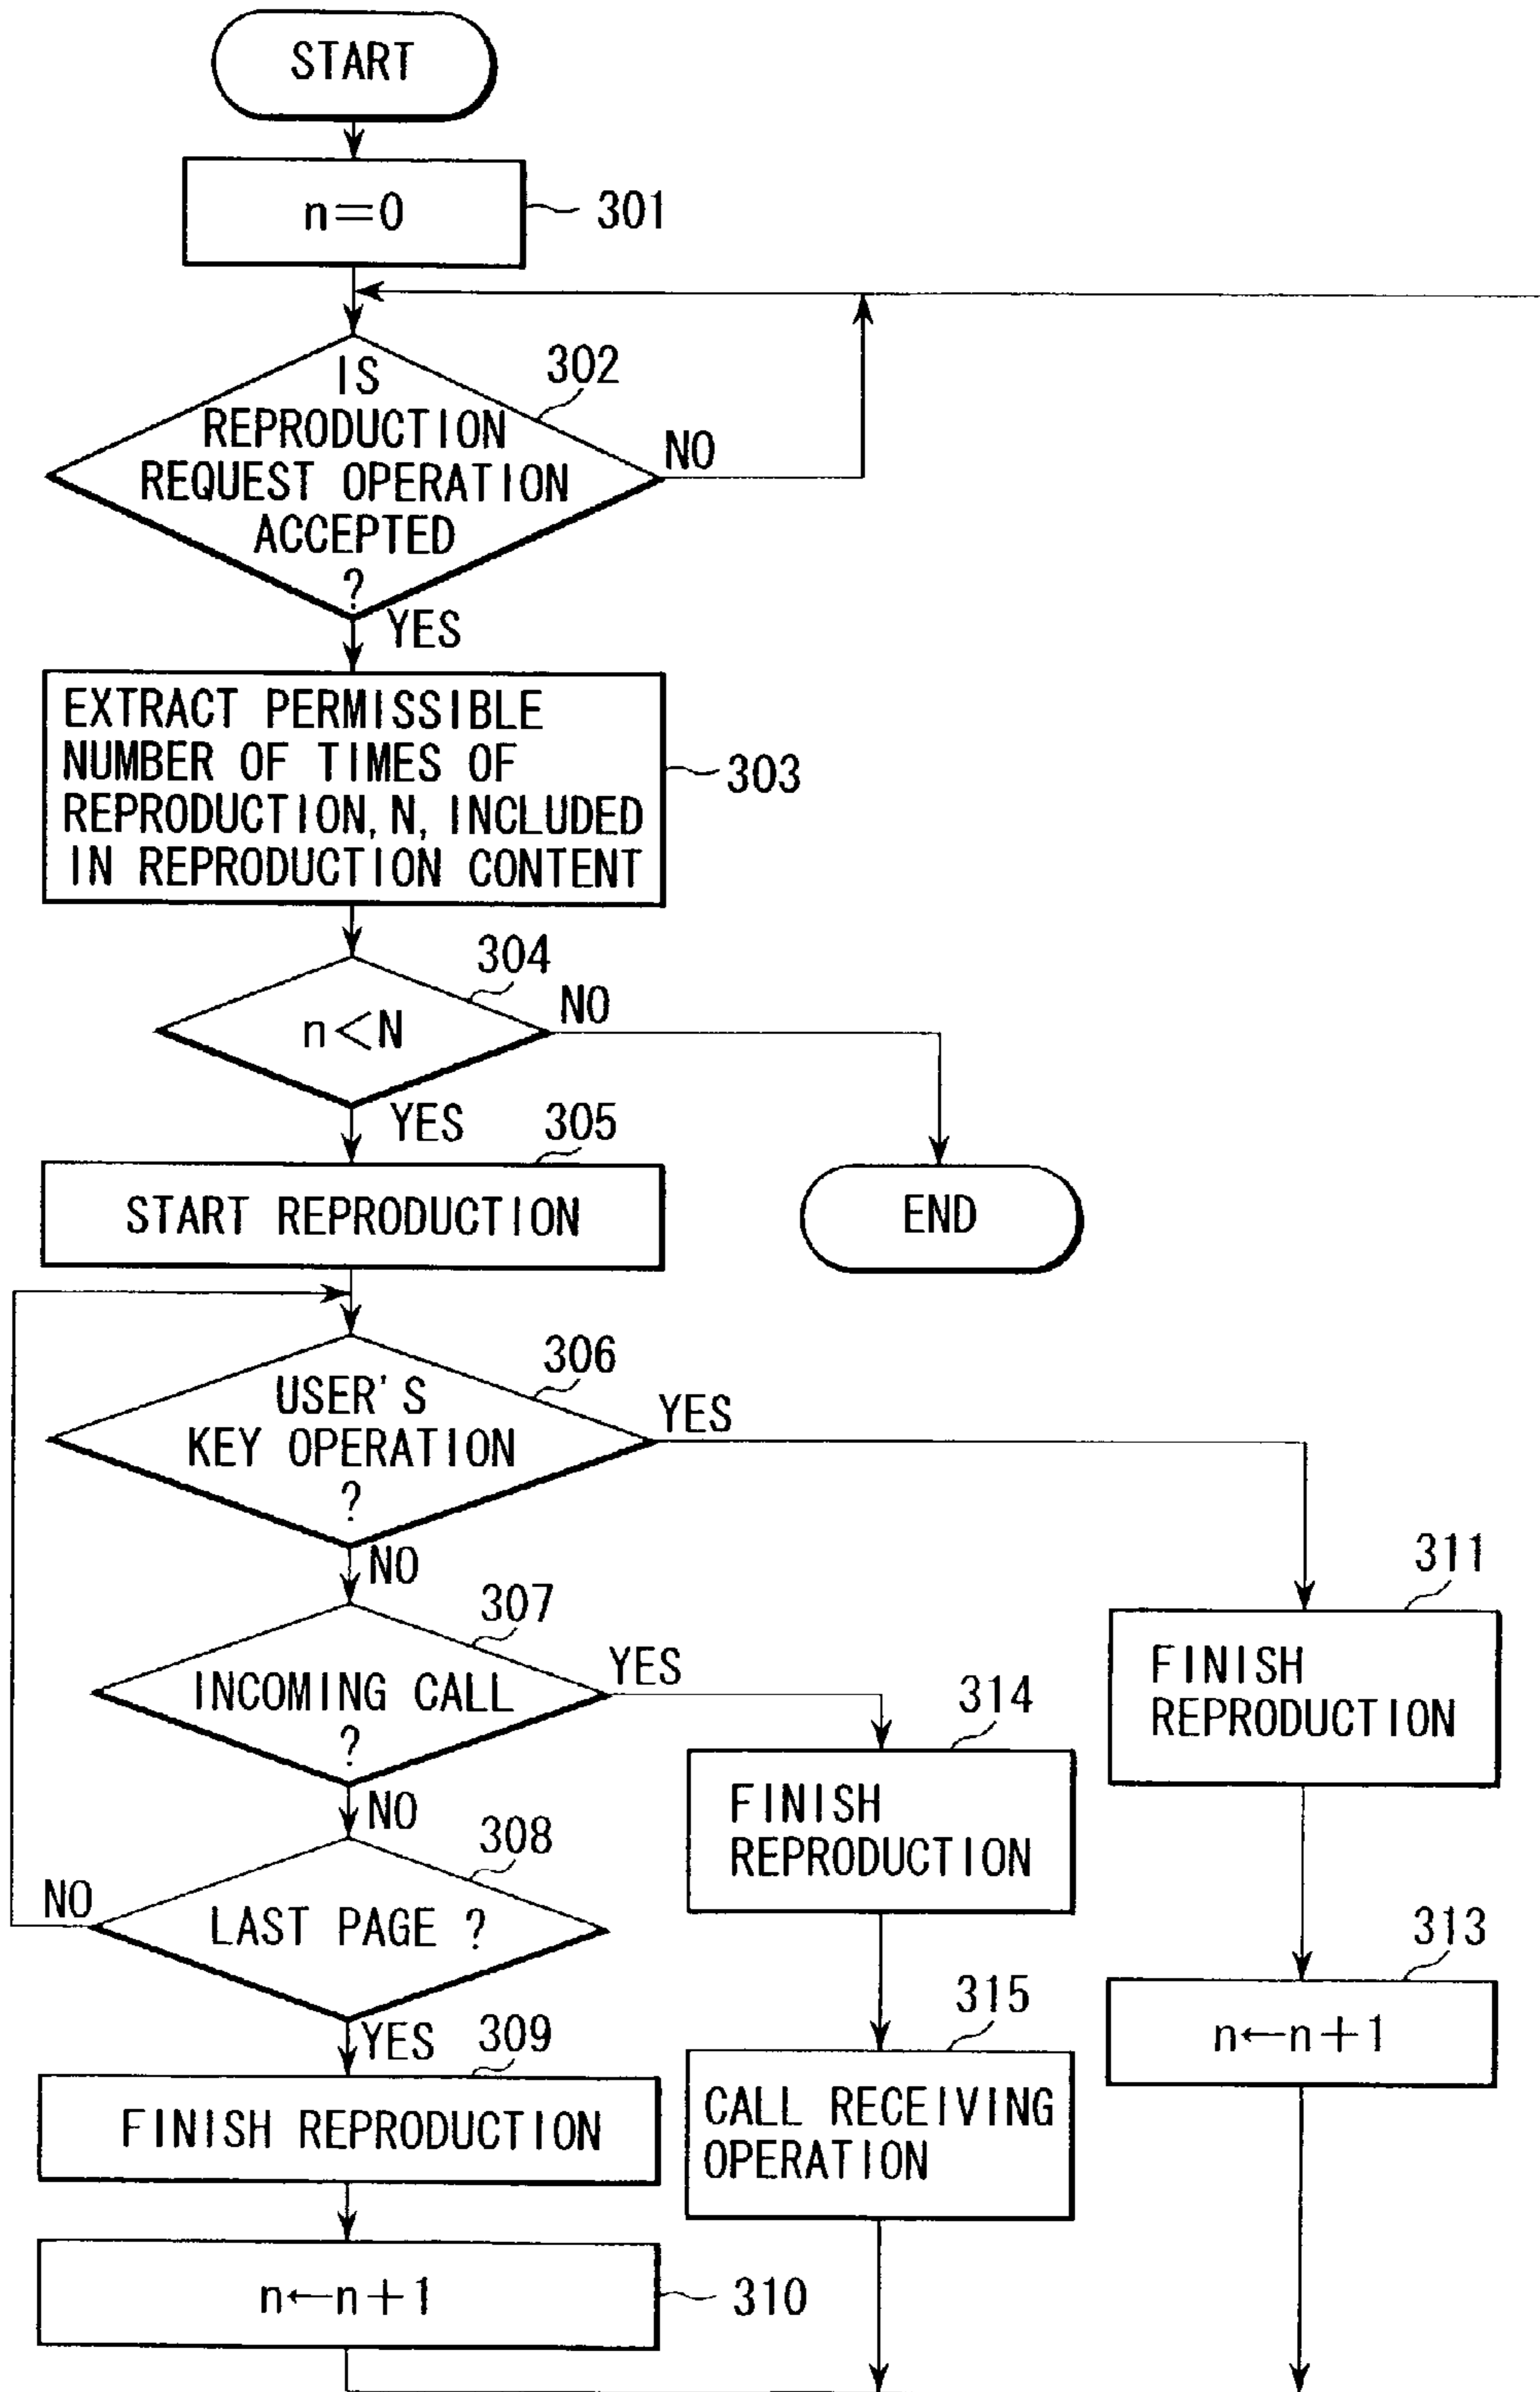 START
n=0
301
IS
REPRODUCTION
REQUEST OPERATION
ACCEPTED
?
302
NO
YES
EXTRACT PERMISSIBLE
NUMBER OF TIMES OF
REPRODUCTION, N, INCLUDED
IN REPRODUCTION CONTENT
303
n<N
304
NO
YES
305
START REPRODUCTION
END
USER'S
KEY OPERATION
?
306
YES
NO
INCOMING CALL
?
307
YES
NO
LAST PAGE ?
308
NO
YES
309
FINISH REPRODUCTION
n←n+1
310
314
FINISH
REPRODUCTION
315
CALL RECEIVING
OPERATION
311
FINISH
REPRODUCTION
313
n←n+1